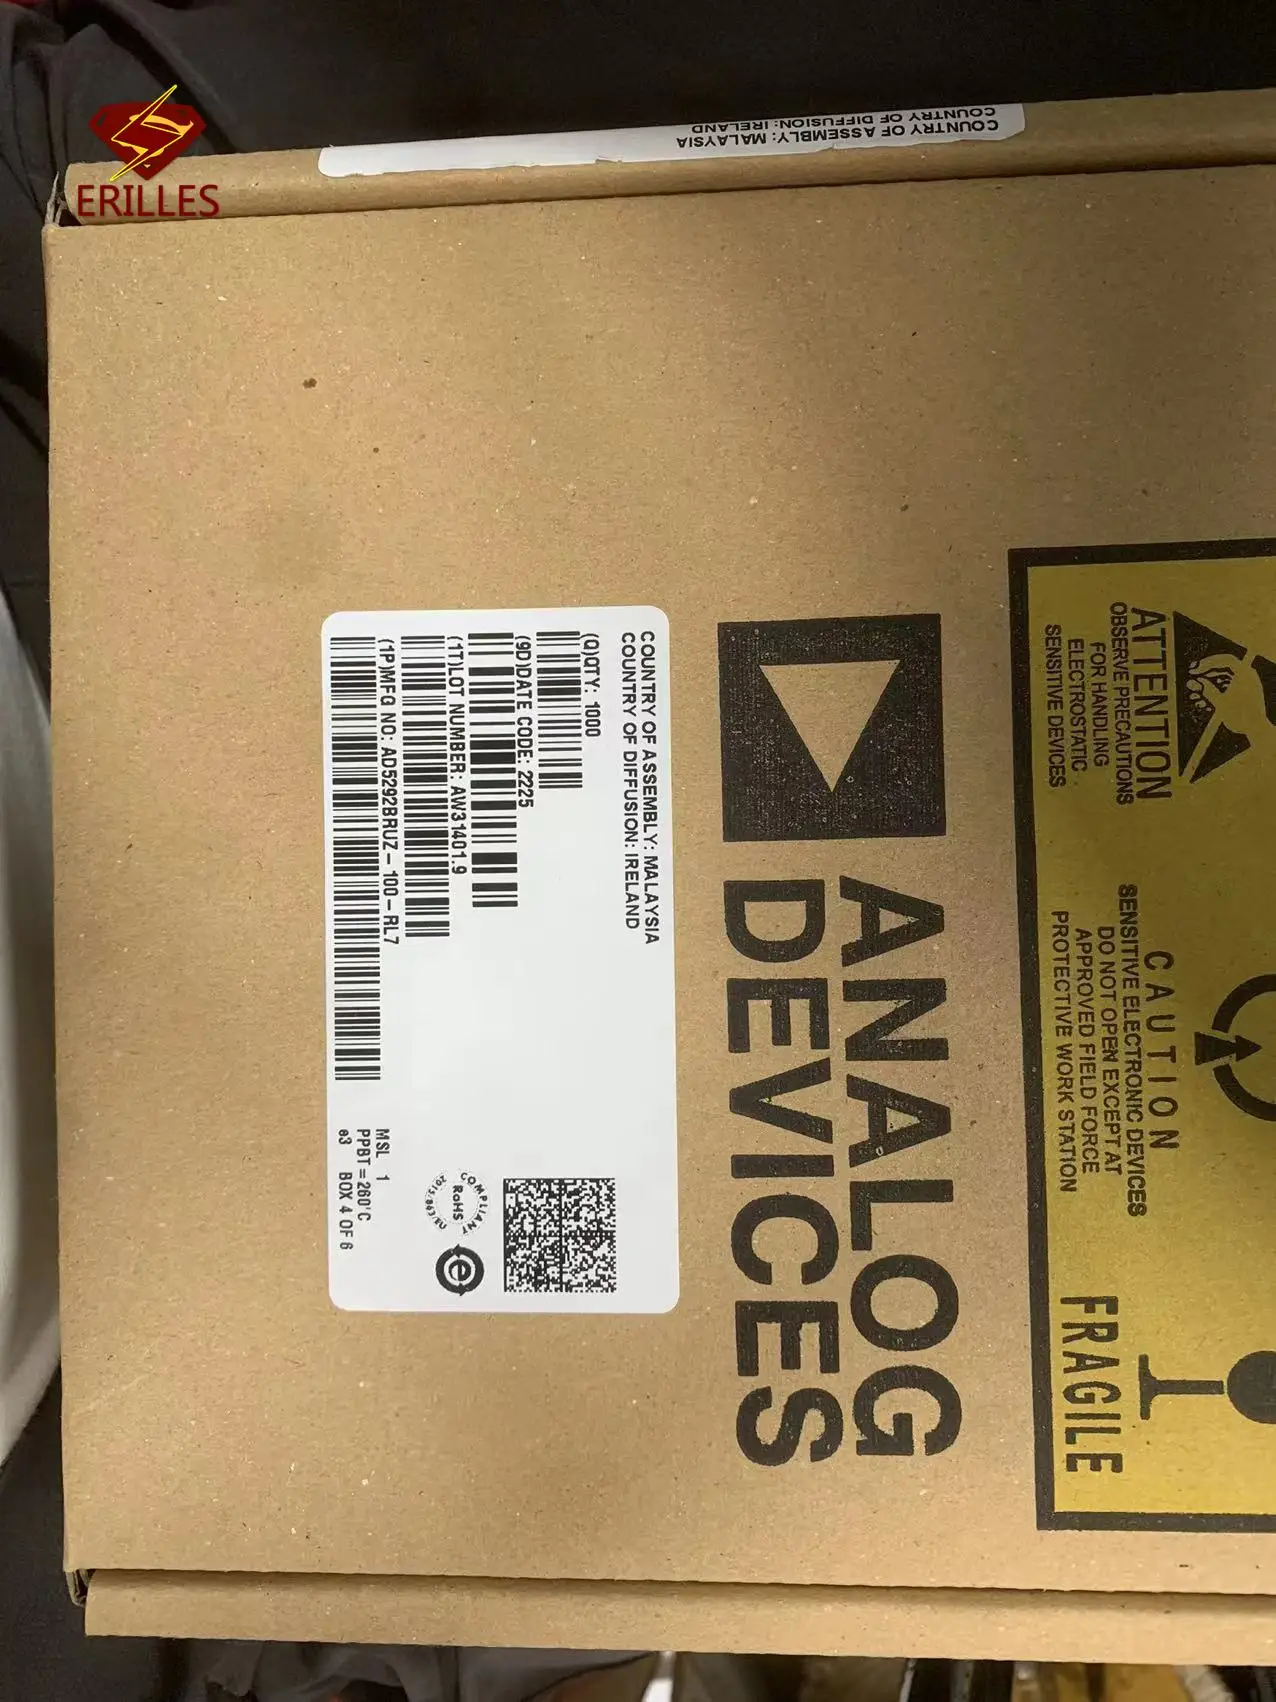 ERILLES
COUNTRY OF ASSEMBLY: MALAYSIA
COUNTRY OF DIFFUSION: IRELAND
COUNTRY OF ASSEMBLY: MALAYSIA
COUNTRY OF DIFFUSION: IRELAND
(Q)QTY: 1000
(9D)DATE CODE: 2225
(1T)LOT NUMBER: AW31401.9
(1P)MFG NO: AD5292BRUZ-100-RL7
COMPLIANT
RoHS
e
MSL 1
PPBT=260'C
e3 BOX 4 OF 6
ANALOG
DEVICES
ATTENTION
OBSERVE PRECAUTIONS
FOR HANDLING
ELECTROSTATIC
SENSITIVE DEVICES
CAUTION
SENSITIVE ELECTRONIC DEVICES
DO NOT OPEN EXCEPT AT
APPROVED FIELD FORCE
PROTECTIVE WORK STATION
FRAGILE